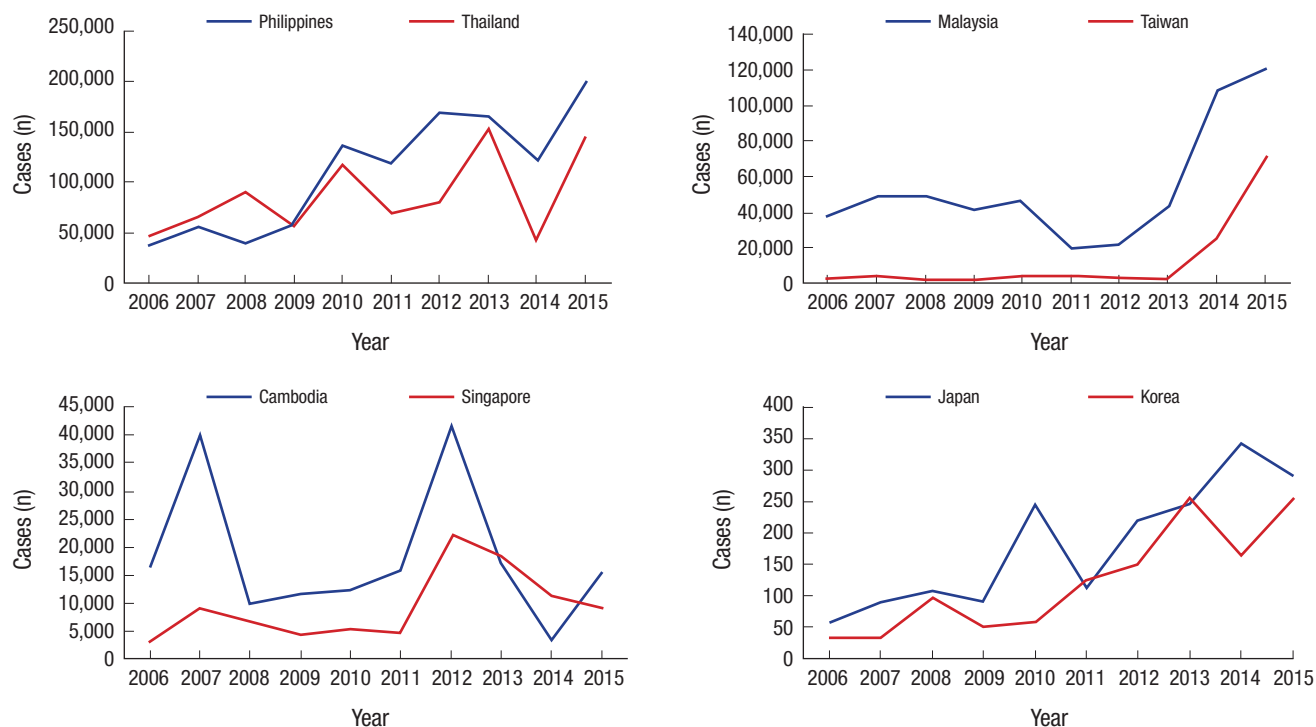 Philippines Thailand
250,000
200,000
150,000
100,000
50,000
0
Cases (n)
2006 2007 2008 2009 2010 2011 2012 2013 2014 2015
Year
Malaysia Taiwan
140,000
120,000
100,000
80,000
60,000
40,000
20,000
0
Cases (n)
2006 2007 2008 2009 2010 2011 2012 2013 2014 2015
Year
Cambodia Singapore
45,000
40,000
35,000
30,000
25,000
20,000
15,000
10,000
5,000
0
Cases (n)
2006 2007 2008 2009 2010 2011 2012 2013 2014 2015
Year
Japan Korea
400
350
300
250
200
150
100
50
0
Cases (n)
2006 2007 2008 2009 2010 2011 2012 2013 2014 2015
Year